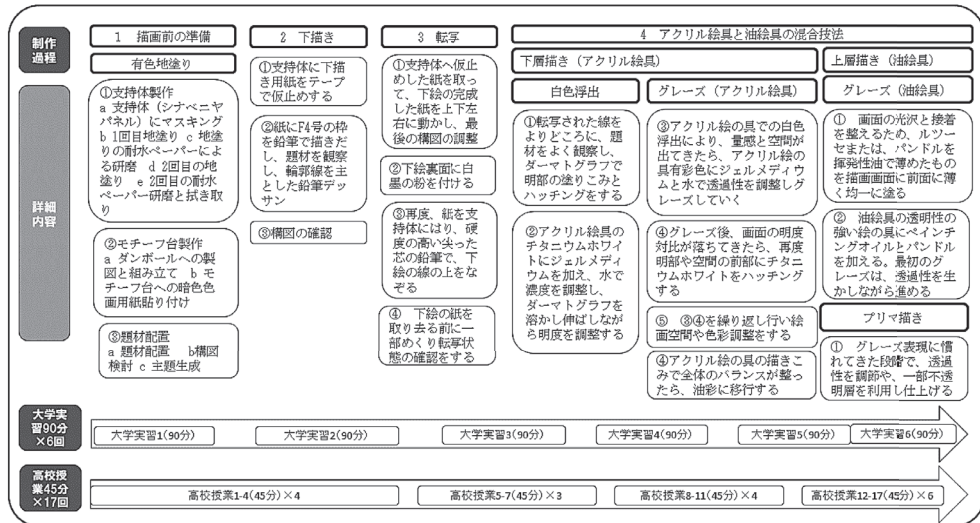 制作
過程
1 描画前の準備
2 下描き
3 転写
4 アクリル絵具と油絵具の混合技法
有色地塗り
下層描き(アクリル絵具)
上層描き(油絵具)
白色浮出
グレーズ(アクリル絵具)
グレーズ(油絵具)
詳細
内容
①支持体製作
a 支持体(シナベニヤ
パネル)にマスキング
b 1回目地塗り c 地塗
りの耐水ペーパーに
よる研磨 d 2回目の地
塗り e 2回目の耐水
ペーパー研磨と拭き取
り
②モチーフ台製作
a ダンボールへの製
図と組み立て b モ
チーフ台への暗色色
画用紙貼り付け
③題材配置
a 題材配置 b構図
検討 c 主題生成
①支持体に下描
き用紙をテープ
で仮止めする
②紙にF4号の枠
を鉛筆で描きだ
し、題材を観察
し、輪郭線を主
とした鉛筆デッ
サン
③構図の確認
①支持体へ仮止
めした紙を取っ
て、下絵の完成
した紙を上下左
右に動かし、最
後の構図の調整
②下絵裏面に白
墨の粉を付ける
③再度、紙を支
持体にはり、硬
度の高い尖った
芯の鉛筆で、下
絵の線の上をな
ぞる
④ 下絵の紙を
取り去る前に一
部めくり転写状
態の確認をする
①転写された線を
よりどころに、題
材をよく観察し、
ダーマトグラフで
明部の塗りこみと
ハッチングをする
②アクリル絵具の
チタニウムホワイト
にジェルメディ
ウムを加え、水で
濃度を調整し、
ダーマトグラフを
溶かし伸ばしなが
ら明度を調整する
③アクリル絵の具での白色
浮出により、量感と空間が
出てきたら、アクリル絵の
具有彩色にジェルメディウム
と水で透過性を調整しグ
レーズしていく
④グレーズ後、画面の明度
対比が落ちてきたら、再度
明部や空間の前部にチタニ
ウムホワイトをハッチング
する
⑤ ③④を繰り返し行い絵
画空間や色彩調整をする
④アクリル絵の具の描きこ
みで全体のバランスが整っ
たら、油彩に移行する
① 画面の光沢と接着
を整えるため、ルツー
セまたは、パンドルを
揮発性油で薄めたもの
を描画画面に前面に薄
く均一に塗る
② 油絵具の透明性の
強い絵の具にペインチ
ングオイルとパンドル
を加える。最初のグ
レーズは、透過性を生
かしながら進める
プリマ描き
① グレーズ表現に慣
れてきた段階で、透過
性を調節や、一部不透
明層を利用し仕上げる
大学実
習90分
×6回
大学実習1(90分)
大学実習2(90分)
大学実習3(90分)
大学実習4(90分)
大学実習5(90分)
大学実習6(90分)
高校授
業45分
×17回
高校授業1-4(45分)×4
高校授業5-7(45分)×3
高校授業8-11(45分)×4
高校授業12-17(45分)×6